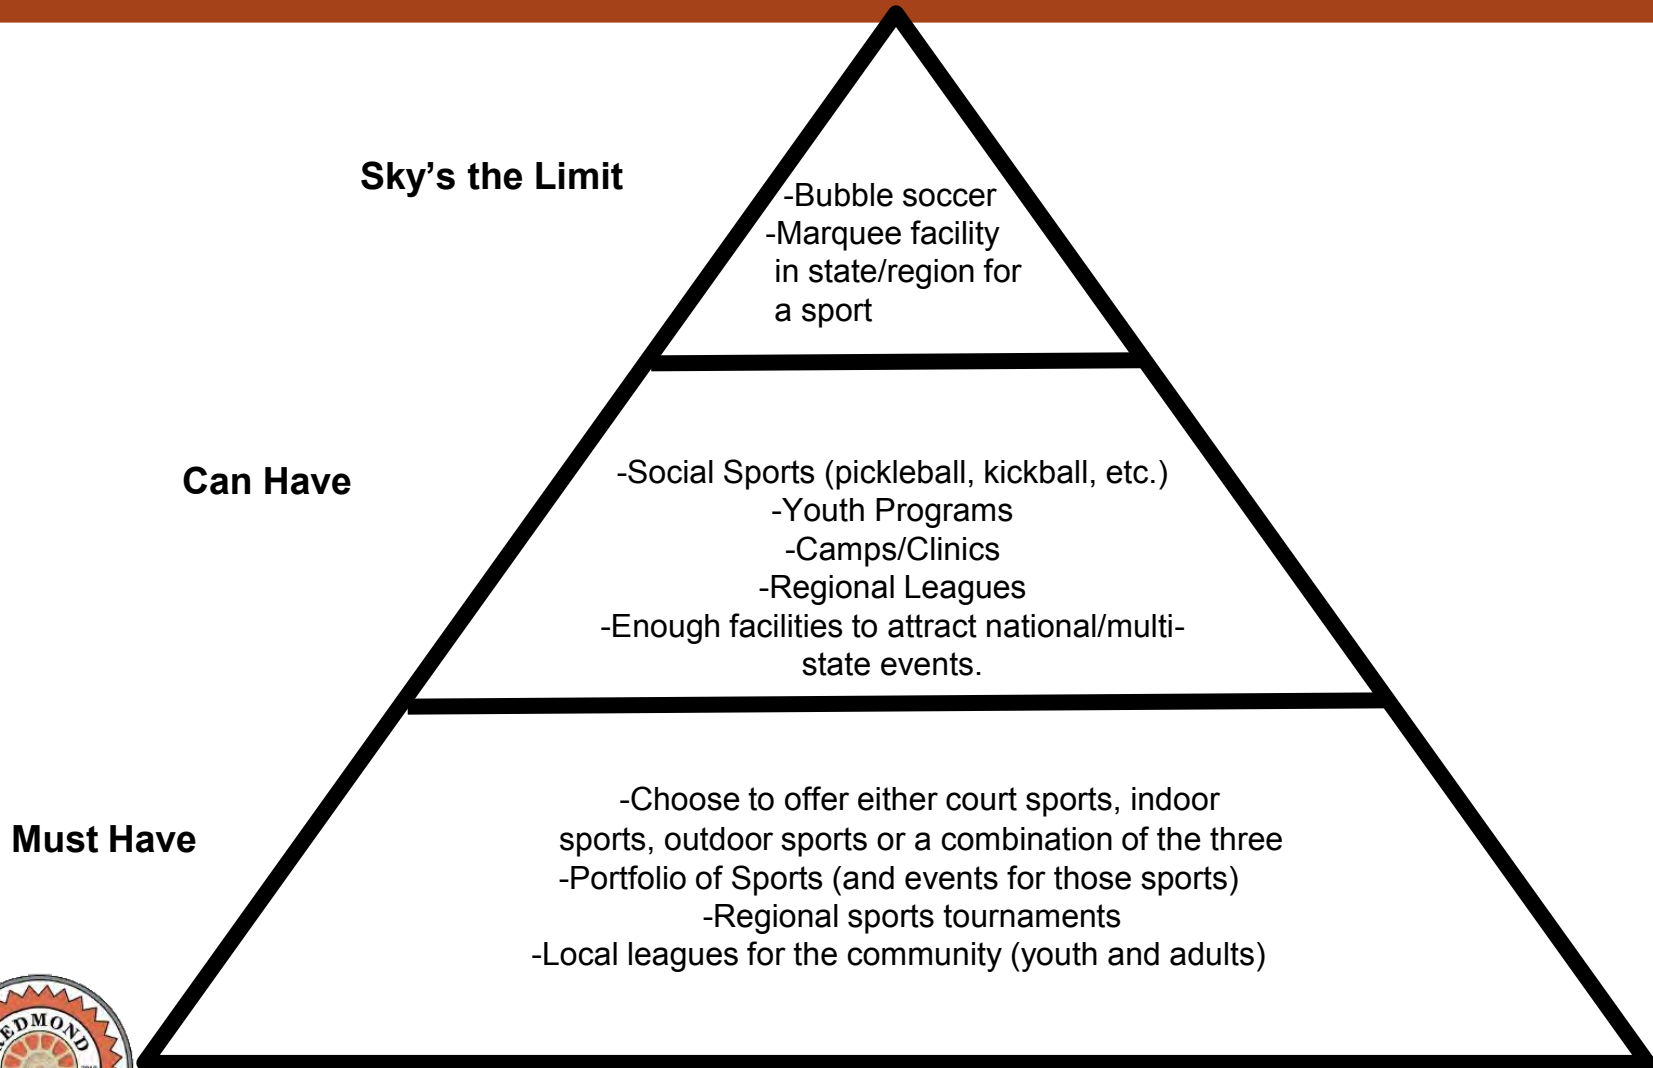 Sky’s the Limit
-Bubble soccer
-Marquee facility
in state/region for
a sport
Can Have
-Social Sports (pickleball, kickball, etc.)
-Youth Programs
-Camps/Clinics
-Regional Leagues
-Enough facilities to attract national/multi-
state events.
Must Have
-Choose to offer either court sports, indoor
sports, outdoor sports or a combination of the three
-Portfolio of Sports (and events for those sports)
-Regional sports tournaments
-Local leagues for the community (youth and adults)
REDMOND